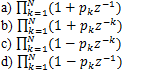 a) ∏_{k=1}^{N}(1 + p_k z^{−1})
b) ∏_{k=1}^{N}(1 + p_k z^{−k})
c) ∏_{k=1}^{N}(1 − p_k z^{−k})
d) ∏_{k=1}^{N}(1 − p_k z^{−1})